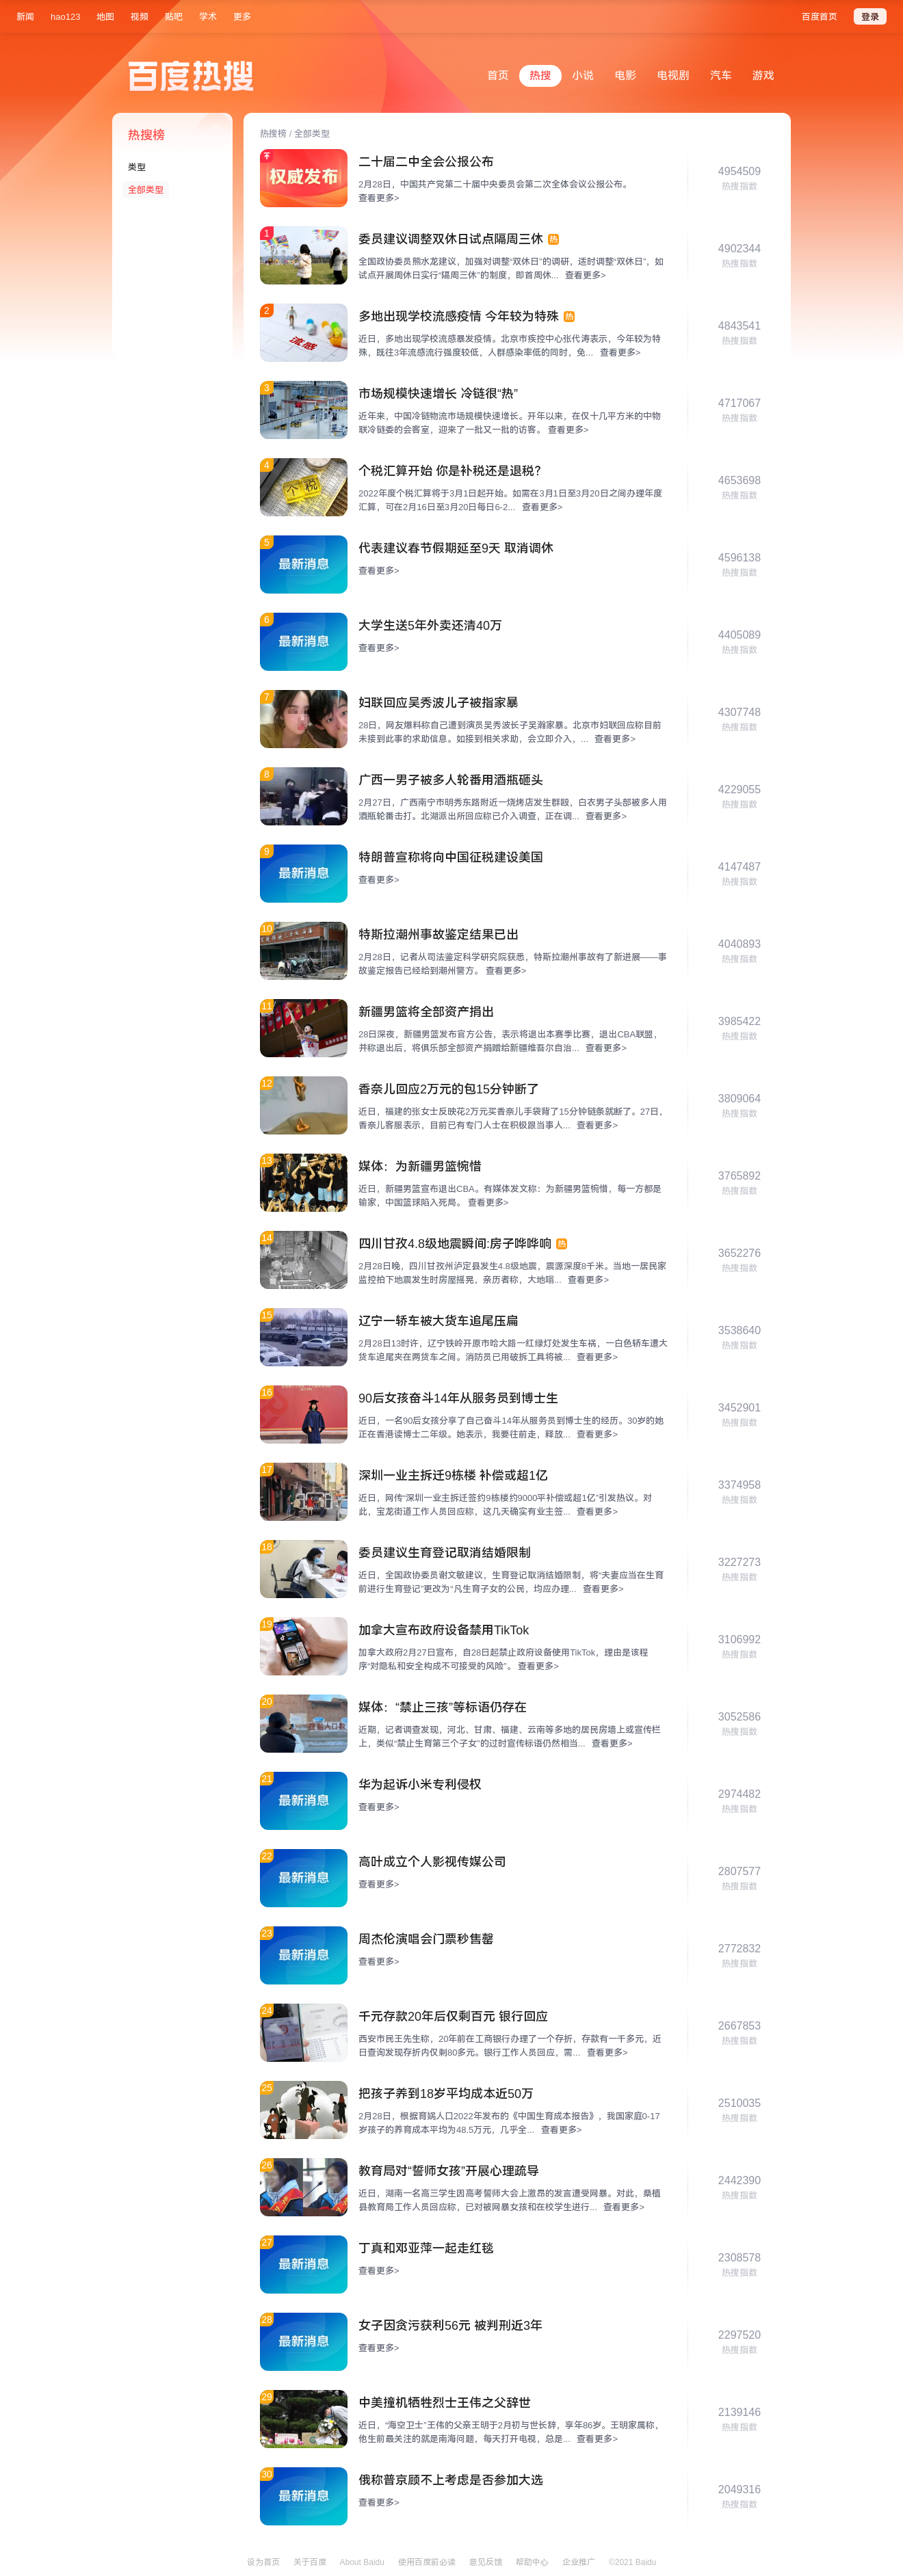 新闻 hao123 地图 视频 贴吧 学术 更多 百度首页 登录
百度热搜 首页 热搜 小说 电影 电视剧 汽车 游戏
热搜榜
类型
全部类型
热搜榜 / 全部类型
权威发布
二十届二中全会公报公布
2月28日，中国共产党第二十届中央委员会第二次全体会议公报公布。
查看更多>
4954509
热搜指数
1
委员建议调整双休日试点隔周三休 热
全国政协委员熊水龙建议，加强对调整“双休日”的调研，适时调整“双休日”，如
试点开展周休日实行“隔周三休”的制度，即首周休... 查看更多>
4902344
热搜指数
2
流感
多地出现学校流感疫情 今年较为特殊 热
近日，多地出现学校流感暴发疫情。北京市疾控中心张代涛表示，今年较为特
殊，既往3年流感流行强度较低，人群感染率低的同时，免... 查看更多>
4843541
热搜指数
3
市场规模快速增长 冷链很“热”
近年来，中国冷链物流市场规模快速增长。开年以来，在仅十几平方米的中物
联冷链委的会客室，迎来了一批又一批的访客。 查看更多>
4717067
热搜指数
4
个税
个税汇算开始 你是补税还是退税？
2022年度个税汇算将于3月1日起开始。如需在3月1日至3月20日之间办理年度
汇算，可在2月16日至3月20日每日6-2... 查看更多>
4653698
热搜指数
5
最新消息
代表建议春节假期延至9天 取消调休
查看更多>
4596138
热搜指数
6
最新消息
大学生送5年外卖还清40万
查看更多>
4405089
热搜指数
7
妇联回应吴秀波儿子被指家暴
28日，网友爆料称自己遭到演员吴秀波长子吴瀚家暴。北京市妇联回应称目前
未接到此事的求助信息。如接到相关求助，会立即介入，... 查看更多>
4307748
热搜指数
8
广西一男子被多人轮番用酒瓶砸头
2月27日，广西南宁市明秀东路附近一烧烤店发生群殴，白衣男子头部被多人用
酒瓶轮番击打。北湖派出所回应称已介入调查，正在调... 查看更多>
4229055
热搜指数
9
最新消息
特朗普宣称将向中国征税建设美国
查看更多>
4147487
热搜指数
10
特斯拉潮州事故鉴定结果已出
2月28日，记者从司法鉴定科学研究院获悉，特斯拉潮州事故有了新进展——事
故鉴定报告已经给到潮州警方。 查看更多>
4040893
热搜指数
11
新疆男篮将全部资产捐出
28日深夜，新疆男篮发布官方公告，表示将退出本赛季比赛，退出CBA联盟，
并称退出后，将俱乐部全部资产捐赠给新疆维吾尔自治... 查看更多>
3985422
热搜指数
12
香奈儿回应2万元的包15分钟断了
近日，福建的张女士反映花2万元买香奈儿手袋背了15分钟链条就断了。27日，
香奈儿客服表示，目前已有专门人士在积极跟当事人... 查看更多>
3809064
热搜指数
13
媒体：为新疆男篮惋惜
近日，新疆男篮宣布退出CBA。有媒体发文称：为新疆男篮惋惜，每一方都是
输家，中国篮球陷入死局。 查看更多>
3765892
热搜指数
14
四川甘孜4.8级地震瞬间:房子哗哗响 热
2月28日晚，四川甘孜州泸定县发生4.8级地震，震源深度8千米。当地一居民家
监控拍下地震发生时房屋摇晃，亲历者称，大地嗡... 查看更多>
3652276
热搜指数
15
辽宁一轿车被大货车追尾压扁
2月28日13时许，辽宁铁岭开原市哈大路一红绿灯处发生车祸，一白色轿车遭大
货车追尾夹在两货车之间。消防员已用破拆工具将被... 查看更多>
3538640
热搜指数
16
90后女孩奋斗14年从服务员到博士生
近日，一名90后女孩分享了自己奋斗14年从服务员到博士生的经历。30岁的她
正在香港读博士二年级。她表示，我要往前走，释放... 查看更多>
3452901
热搜指数
17
深圳一业主拆迁9栋楼 补偿或超1亿
近日，网传“深圳一业主拆迁签约9栋楼约9000平补偿或超1亿”引发热议。对
此，宝龙街道工作人员回应称，这几天确实有业主签... 查看更多>
3374958
热搜指数
18
委员建议生育登记取消结婚限制
近日，全国政协委员谢文敏建议，生育登记取消结婚限制，将“夫妻应当在生育
前进行生育登记”更改为“凡生育子女的公民，均应办理... 查看更多>
3227273
热搜指数
19
加拿大宣布政府设备禁用TikTok
加拿大政府2月27日宣布，自28日起禁止政府设备使用TikTok，理由是该程
序“对隐私和安全构成不可接受的风险”。 查看更多>
3106992
热搜指数
20
媒体：“禁止三孩”等标语仍存在
近期，记者调查发现，河北、甘肃、福建、云南等多地的居民房墙上或宣传栏
上，类似“禁止生育第三个子女”的过时宣传标语仍然相当... 查看更多>
3052586
热搜指数
21
最新消息
华为起诉小米专利侵权
查看更多>
2974482
热搜指数
22
最新消息
高叶成立个人影视传媒公司
查看更多>
2807577
热搜指数
23
最新消息
周杰伦演唱会门票秒售罄
查看更多>
2772832
热搜指数
24
千元存款20年后仅剩百元 银行回应
西安市民王先生称，20年前在工商银行办理了一个存折，存款有一千多元，近
日查询发现存折内仅剩80多元。银行工作人员回应，需... 查看更多>
2667853
热搜指数
25
把孩子养到18岁平均成本近50万
2月28日，根据育娲人口2022年发布的《中国生育成本报告》，我国家庭0-17
岁孩子的养育成本平均为48.5万元，几乎全... 查看更多>
2510035
热搜指数
26
教育局对“誓师女孩”开展心理疏导
近日，湖南一名高三学生因高考誓师大会上激昂的发言遭受网暴。对此，桑植
县教育局工作人员回应称，已对被网暴女孩和在校学生进行... 查看更多>
2442390
热搜指数
27
最新消息
丁真和邓亚萍一起走红毯
查看更多>
2308578
热搜指数
28
最新消息
女子因贪污获利56元 被判刑近3年
查看更多>
2297520
热搜指数
29
中美撞机牺牲烈士王伟之父辞世
近日，“海空卫士”王伟的父亲王明于2月初与世长辞，享年86岁。王明家属称，
他生前最关注的就是南海问题，每天打开电视，总是... 查看更多>
2139146
热搜指数
30
最新消息
俄称普京顾不上考虑是否参加大选
查看更多>
2049316
热搜指数
设为首页 关于百度 About Baidu 使用百度前必读 意见反馈 帮助中心 企业推广 ©2021 Baidu